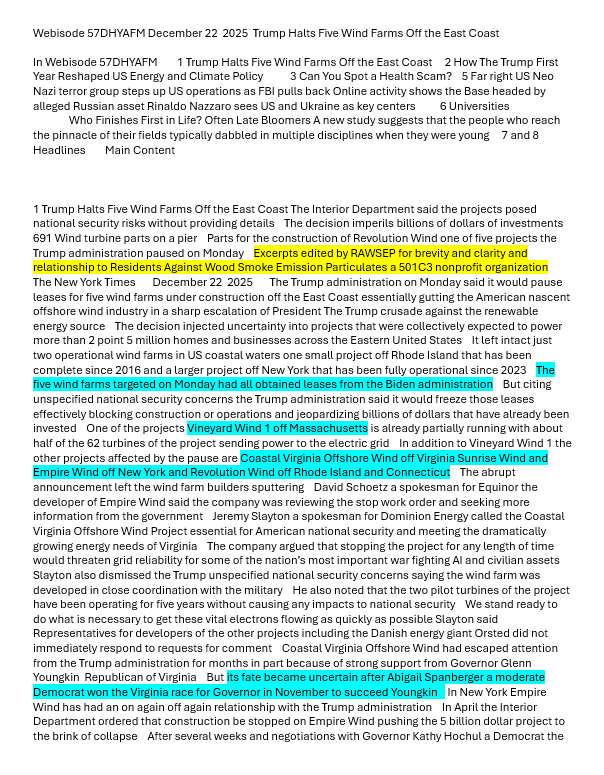 Webisode 57DHYAFM December 22  2025  Trump Halts Five Wind Farms Off the East Coast
In Webisode 57DHYAFM      1 Trump Halts Five Wind Farms Off the East Coast    2 How The Trump First
Year Reshaped US Energy and Climate Policy        3 Can You Spot a Health Scam?   5 Far right US Neo
Nazi terror group steps up US operations as FBI pulls back Online activity shows the Base headed by
alleged Russian asset Rinaldo Nazzaro sees US and Ukraine as key centers        6 Universities
Who Finishes First in Life? Often Late Bloomers A new study suggests that the people who reach
the pinnacle of their fields typically dabbled in multiple disciplines when they were young    7 and 8
Headlines      Main Content
1 Trump Halts Five Wind Farms Off the East Coast The Interior Department said the projects posed
national security risks without providing details   The decision imperils billions of dollars of investments
691 Wind turbine parts on a pier    Parts for the construction of Revolution Wind one of five projects the
Trump administration paused on Monday   Excerpts edited by RAWSEP for brevity and clarity and
relationship to Residents Against Wood Smoke Emission Particulates a 501C3 nonprofit organization
The New York Times     December 22  2025     The Trump administration on Monday said it would pause
leases for five wind farms under construction off the East Coast essentially gutting the American nascent
offshore wind industry in a sharp escalation of President The Trump crusade against the renewable
energy source   The decision injected uncertainty into projects that were collectively expected to power
more than 2 point 5 million homes and businesses across the Eastern United States    It left intact just
two operational wind farms in US coastal waters one small project off Rhode Island that has been
complete since 2016 and a larger project off New York that has been fully operational since 2023   The
five wind farms targeted on Monday had all obtained leases from the Biden administration   But citing
unspecified national security concerns the Trump administration said it would freeze those leases
effectively blocking construction or operations and jeopardizing billions of dollars that have already been
invested   One of the projects Vineyard Wind 1 off Massachusetts is already partially running with about
half of the 62 turbines of the project sending power to the electric grid    In addition to Vineyard Wind 1 the
other projects affected by the pause are Coastal Virginia Offshore Wind off Virginia Sunrise Wind and
Empire Wind off New York and Revolution Wind off Rhode Island and Connecticut   The abrupt
announcement left the wind farm builders sputtering    David Schoetz a spokesman for Equinor the
developer of Empire Wind said the company was reviewing the stop work order and seeking more
information from the government   Jeremy Slayton a spokesman for Dominion Energy called the Coastal
Virginia Offshore Wind Project essential for American national security and meeting the dramatically
growing energy needs of Virginia   The company argued that stopping the project for any length of time
would threaten grid reliability for some of the nation's most important war fighting AI and civilian assets
Slayton also dismissed the Trump unspecified national security concerns saying the wind farm was
developed in close coordination with the military    He also noted that the two pilot turbines of the project
have been operating for five years without causing any impacts to national security    We stand ready to
do what is necessary to get these vital electrons flowing as quickly as possible Slayton said
Representatives for developers of the other projects including the Danish energy giant Orsted did not
immediately respond to requests for comment    Coastal Virginia Offshore Wind had escaped attention
from the Trump administration for months in part because of strong support from Governor Glenn
Youngkin  Republican of Virginia    But its fate became uncertain after Abigail Spanberger a moderate
Democrat won the Virginia race for Governor in November to succeed Youngkin   In New York Empire
Wind has had an on again off again relationship with the Trump administration    In April the Interior
Department ordered that construction be stopped on Empire Wind pushing the 5 billion dollar project to
the brink of collapse    After several weeks and negotiations with Governor Kathy Hochul a Democrat the